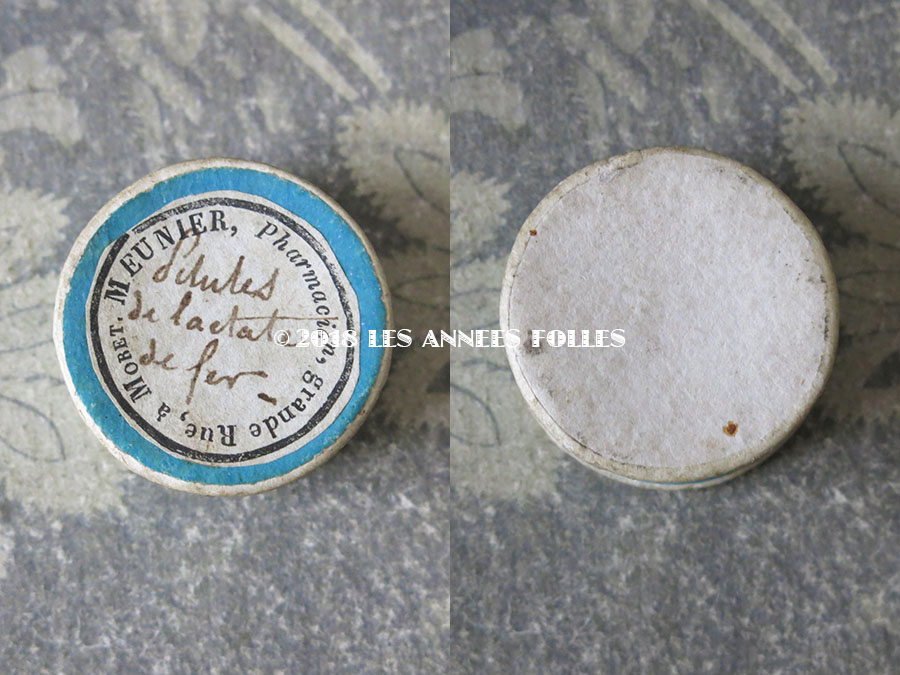 MEUNIER, Pharmacien, grande Rue, à MORET.
Pilules
de lactate
de fer
© 2018 LES ANNEES FOLLES